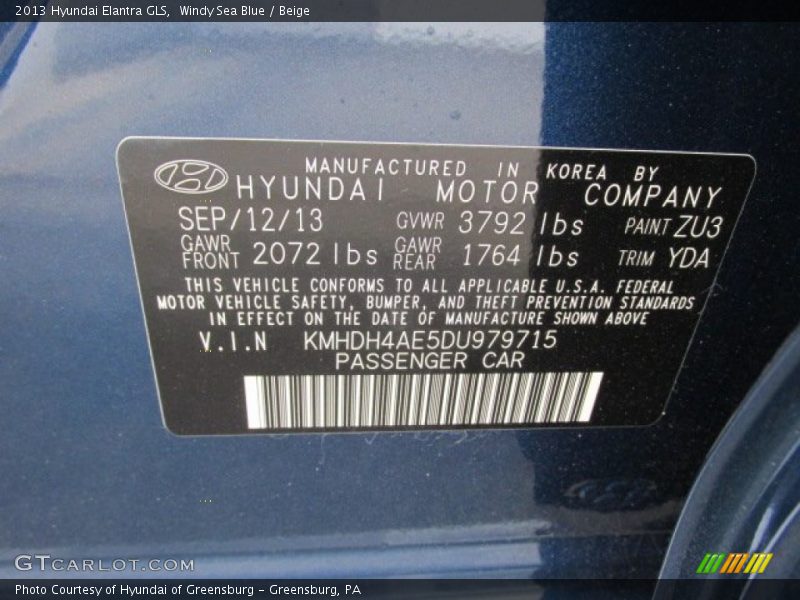 2013 Hyundai Elantra GLS, Windy Sea Blue / Beige
MANUFACTURED IN KOREA BY
HYUNDAI MOTOR COMPANY
SEP/12/13 GVWR 3792 lbs PAINT ZU3
GAWR FRONT 2072 lbs GAWR REAR 1764 lbs TRIM YDA
THIS VEHICLE CONFORMS TO ALL APPLICABLE U.S.A. FEDERAL
MOTOR VEHICLE SAFETY, BUMPER, AND THEFT PREVENTION STANDARDS
IN EFFECT ON THE DATE OF MANUFACTURE SHOWN ABOVE
V.I.N KMHDH4AE5DU979715
PASSENGER CAR
GTCARLOT.COM
Photo Courtesy of Hyundai of Greensburg - Greensburg, PA